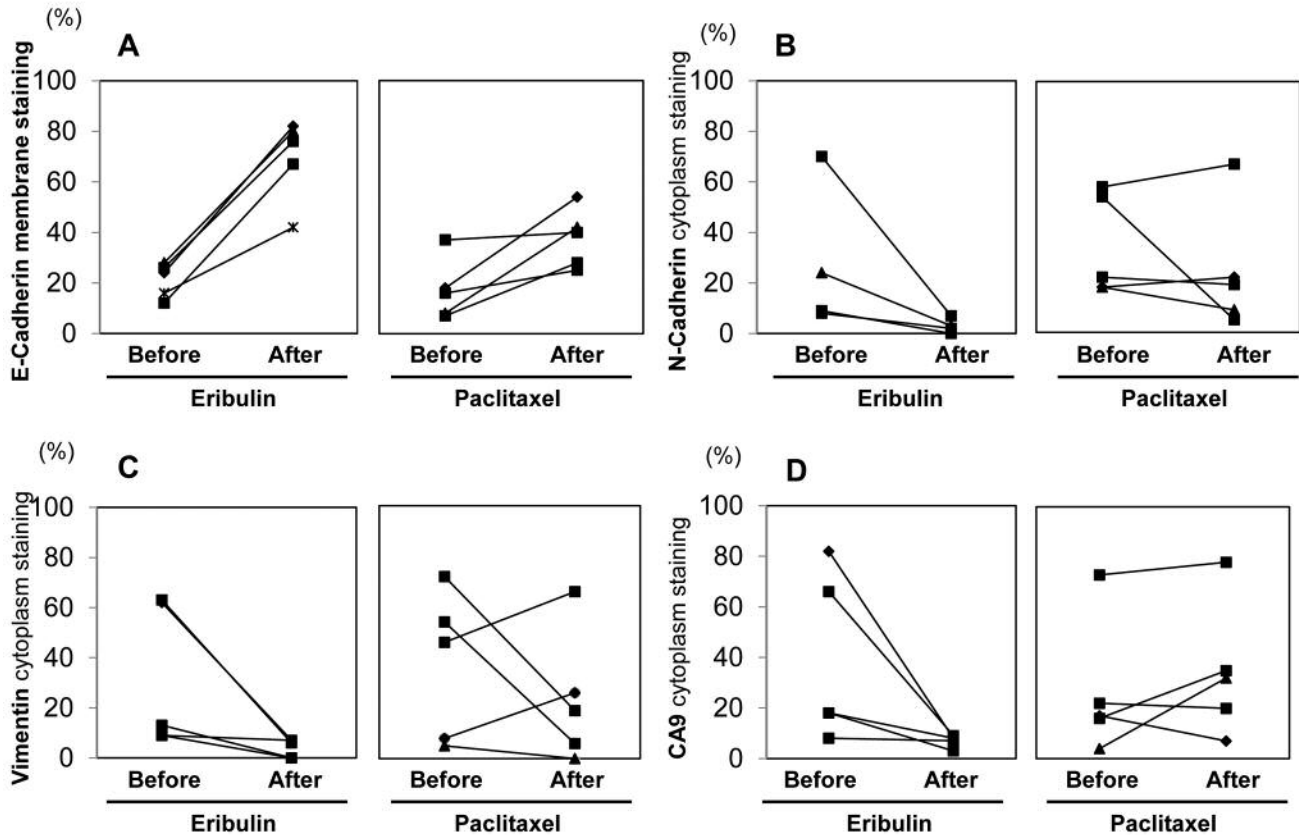 (%)
A
E-Cadherin membrane staining
100
80
60
40
20
0
Before After
Eribulin
Before After
Paclitaxel
(%)
B
N-Cadherin cytoplasm staining
100
80
60
40
20
0
Before After
Eribulin
Before After
Paclitaxel
(%)
C
Vimentin cytoplasm staining
100
80
60
40
20
0
Before After
Eribulin
Before After
Paclitaxel
(%)
D
CA9 cytoplasm staining
100
80
60
40
20
0
Before After
Eribulin
Before After
Paclitaxel